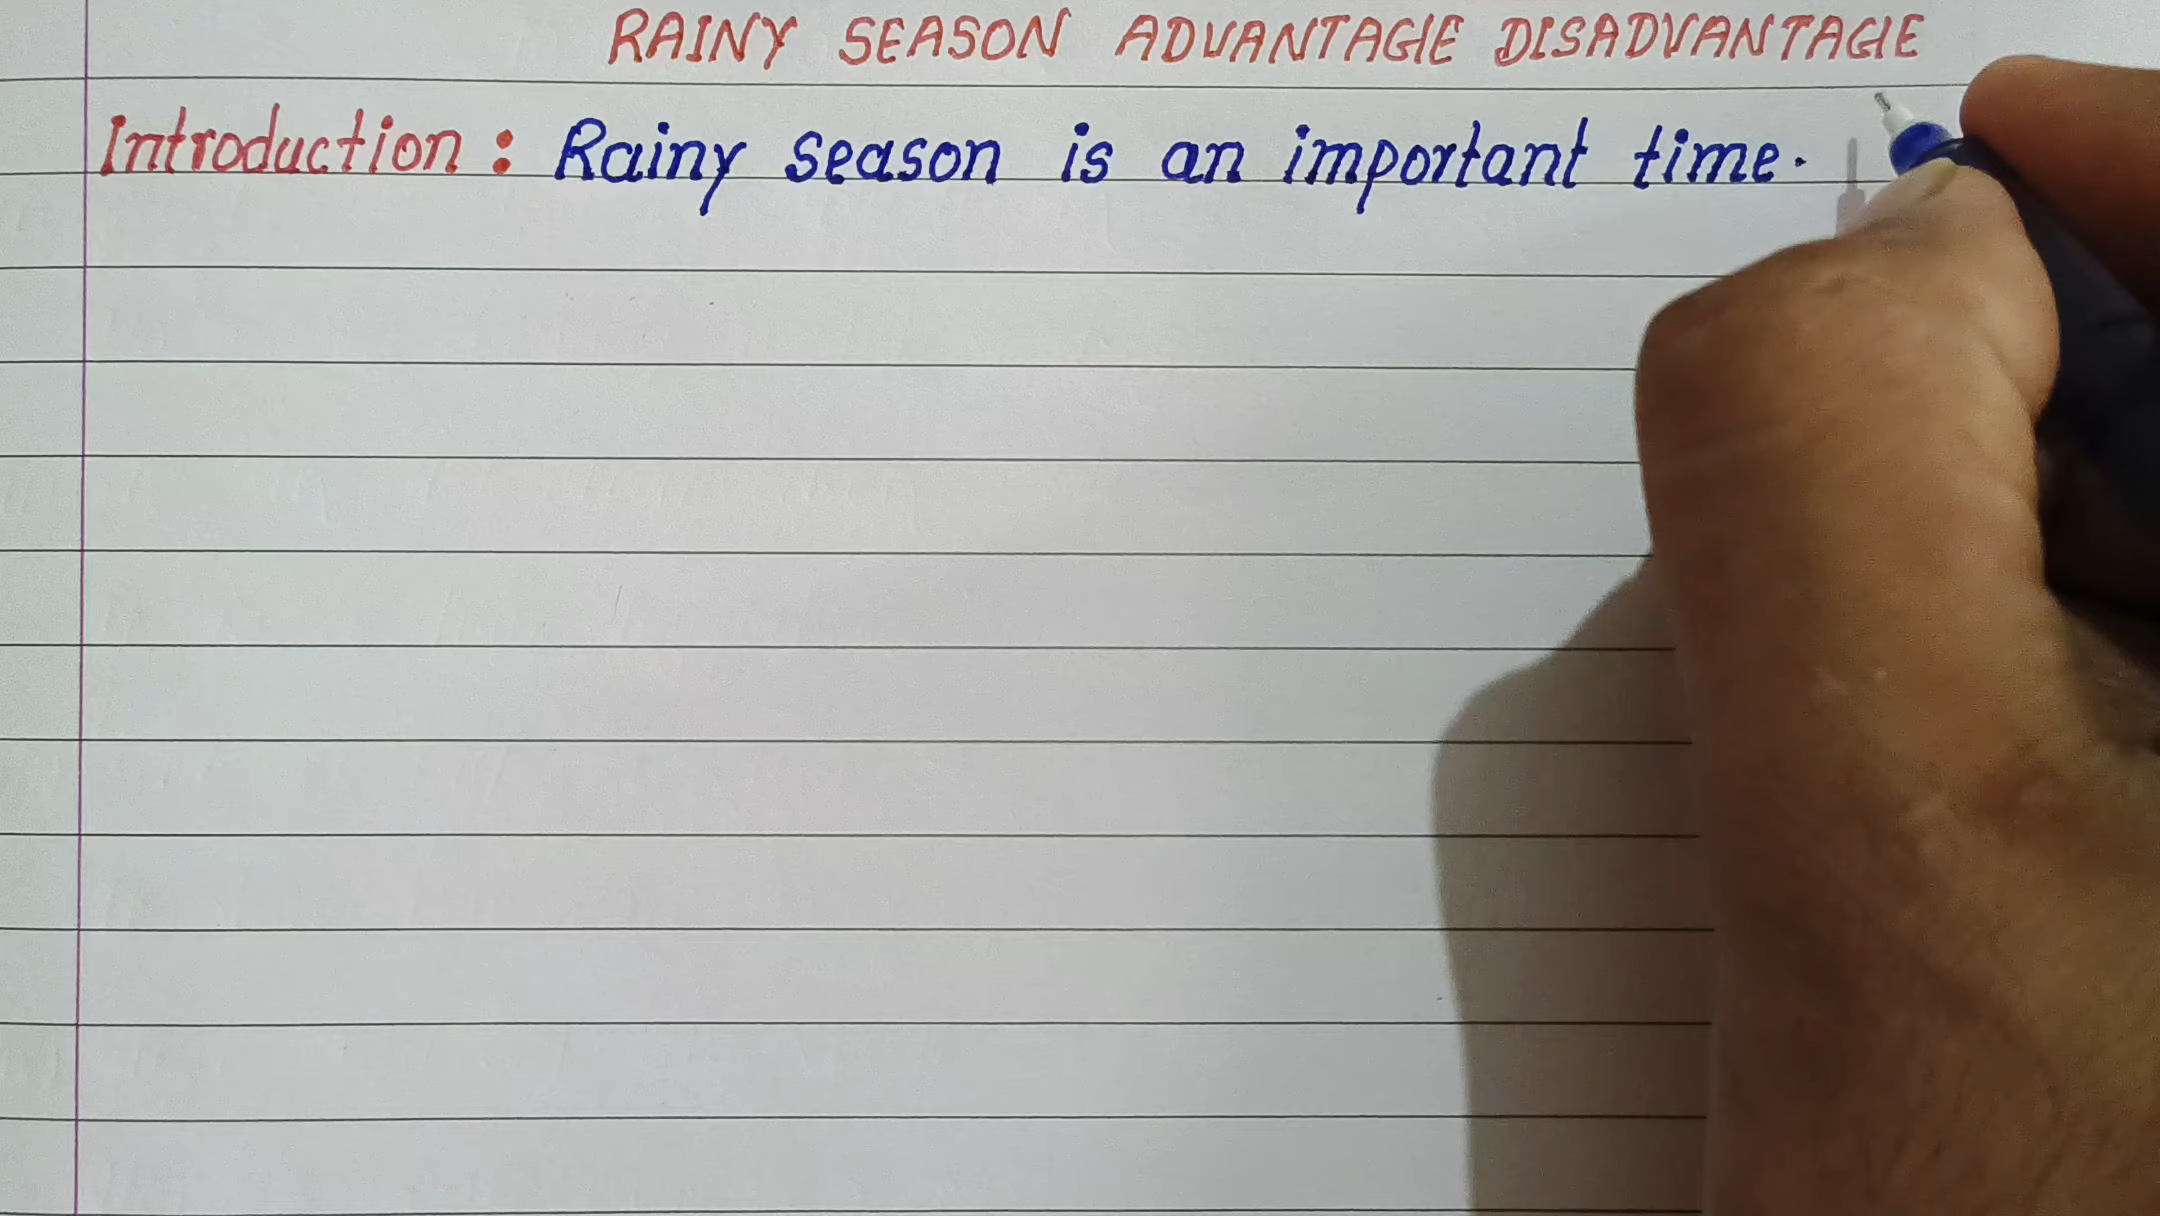 RAINY SEASON ADVANTAGE DISADVANTAGE
Introduction : Rainy season is an important time.